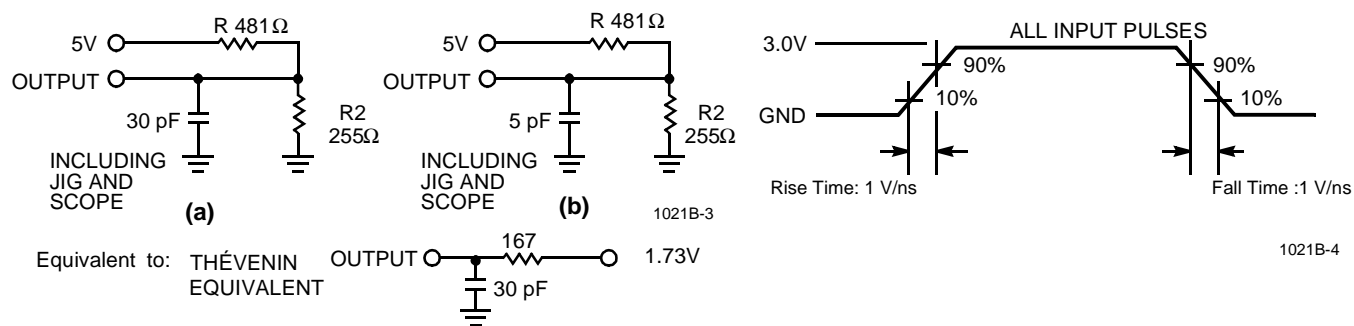 R 481Ω
5V
OUTPUT
30 pF
R2
255Ω
INCLUDING
JIG AND
SCOPE
(a)
R 481Ω
5V
OUTPUT
5 pF
R2
255Ω
INCLUDING
JIG AND
SCOPE
(b)
1021B-3
ALL INPUT PULSES
3.0V
90%
10%
GND
90%
10%
Rise Time: 1 V/ns
Fall Time :1 V/ns
1021B-4
Equivalent to: THÉVENIN
EQUIVALENT
OUTPUT
167
1.73V
30 pF